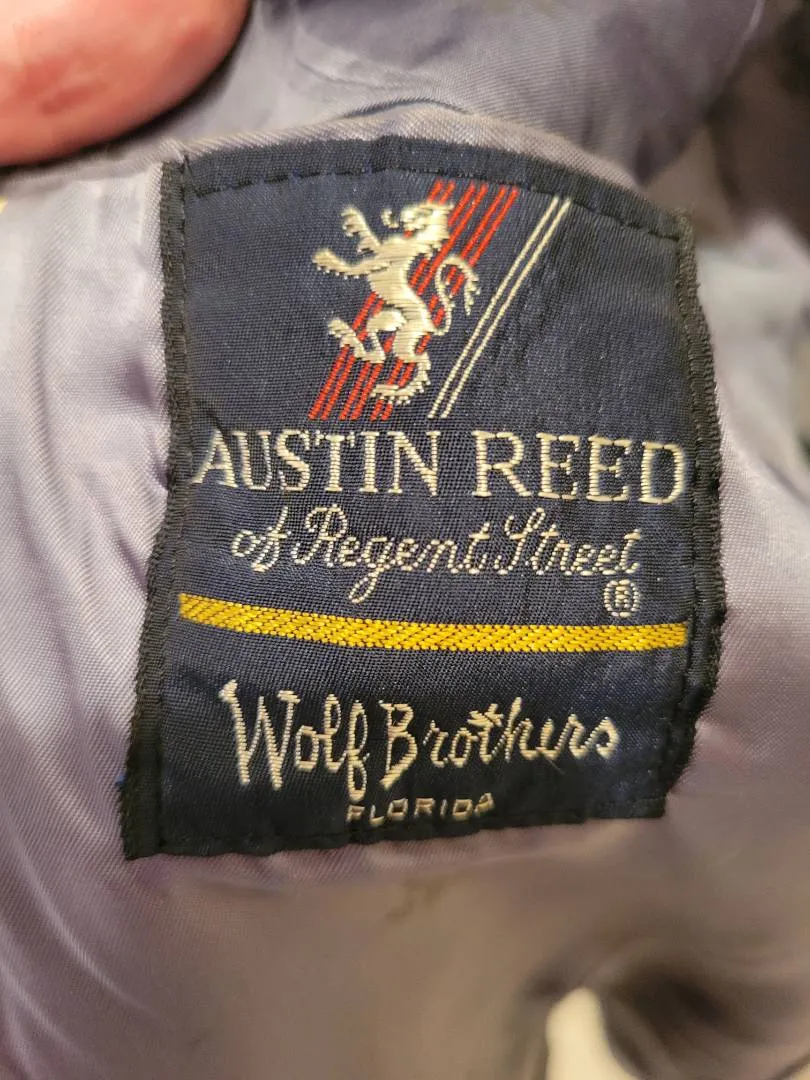 AUSTIN REED
of Regent Street
®
Wolf Brothers
FLORIDA